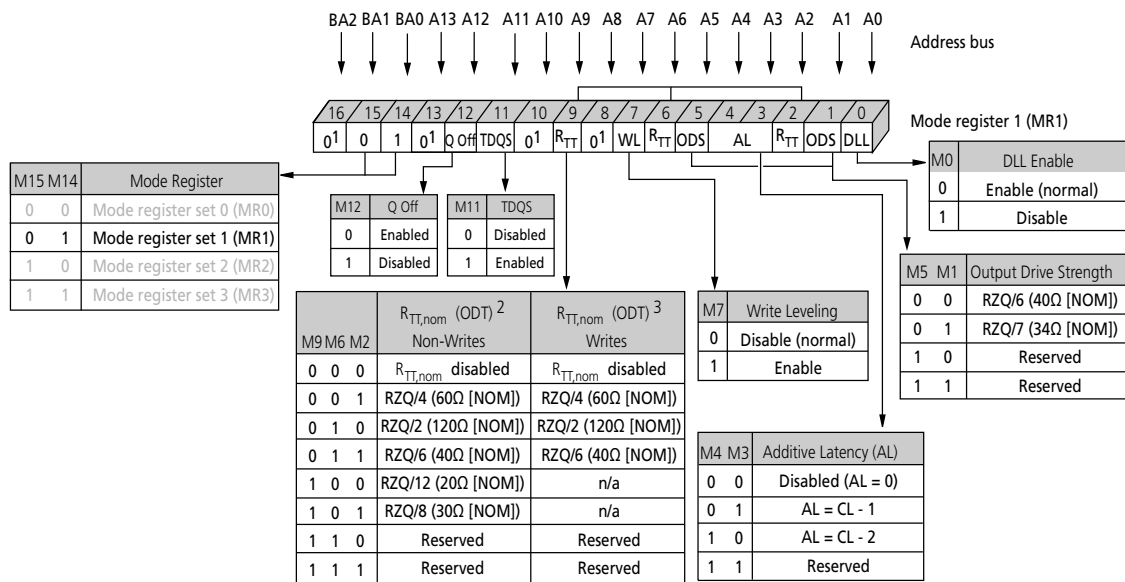 BA2 BA1 BA0 A13 A12 A11 A10 A9 A8 A7 A6 A5 A4 A3 A2 A1 A0
Address bus
16 15 14 13 12 11 10 9 8 7 6 5 4 3 2 1 0
0¹ 0 1 0¹ Q Off TDQS 0¹ RTT 0¹ WL RTT ODS AL RTT ODS DLL
Mode register 1 (MR1)
M15 M14 Mode Register
0 0 Mode register set 0 (MR0)
0 1 Mode register set 1 (MR1)
1 0 Mode register set 2 (MR2)
1 1 Mode register set 3 (MR3)
M12 Q Off
0 Enabled
1 Disabled
M11 TDQS
0 Disabled
1 Enabled
M0 DLL Enable
0 Enable (normal)
1 Disable
M5 M1 Output Drive Strength
0 0 RZQ/6 (40Ω [NOM])
0 1 RZQ/7 (34Ω [NOM])
1 0 Reserved
1 1 Reserved
M9 M6 M2 RTT,nom (ODT) ² Non-Writes RTT,nom (ODT) ³ Writes
0 0 0 RTT,nom disabled RTT,nom disabled
0 0 1 RZQ/4 (60Ω [NOM]) RZQ/4 (60Ω [NOM])
0 1 0 RZQ/2 (120Ω [NOM]) RZQ/2 (120Ω [NOM])
0 1 1 RZQ/6 (40Ω [NOM]) RZQ/6 (40Ω [NOM])
1 0 0 RZQ/12 (20Ω [NOM]) n/a
1 0 1 RZQ/8 (30Ω [NOM]) n/a
1 1 0 Reserved Reserved
1 1 1 Reserved Reserved
M7 Write Leveling
0 Disable (normal)
1 Enable
M4 M3 Additive Latency (AL)
0 0 Disabled (AL = 0)
0 1 AL = CL - 1
1 0 AL = CL - 2
1 1 Reserved